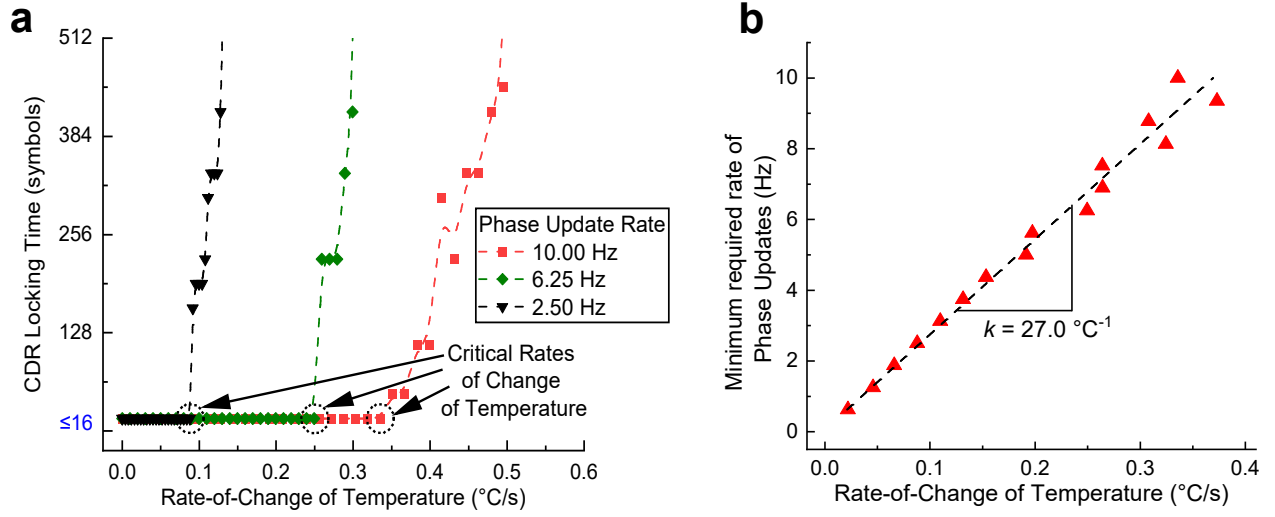 a
512
384
256
128
≤16
CDR Locking Time (symbols)
Phase Update Rate
10.00 Hz
6.25 Hz
2.50 Hz
Critical Rates
of Change
of Temperature
0.0 0.1 0.2 0.3 0.4 0.5 0.6
Rate-of-Change of Temperature (°C/s)
b
10
8
6
4
2
0
Minimum required rate of
Phase Updates (Hz)
k = 27.0 °C⁻¹
0.0 0.1 0.2 0.3 0.4
Rate-of-Change of Temperature (°C/s)